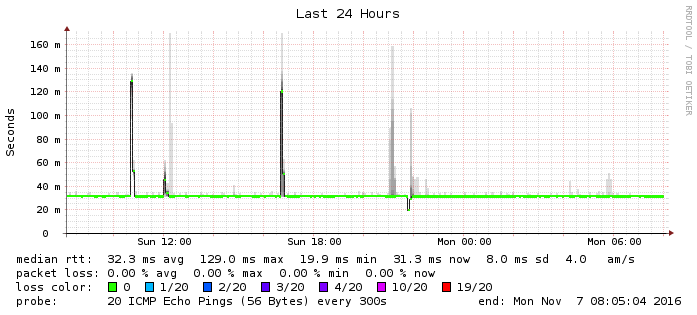 Last 24 Hours
RRDTOOL / TOBI OETIKER
Seconds
160 m
140 m
120 m
100 m
80 m
60 m
40 m
20 m
0
Sun 12:00 Sun 18:00 Mon 00:00 Mon 06:00
median rtt: 32.3 ms avg 129.0 ms max 19.9 ms min 31.3 ms now 8.0 ms sd 4.0 am/s
packet loss: 0.00 % avg 0.00 % max 0.00 % min 0.00 % now
loss color: 0 1/20 2/20 3/20 4/20 10/20 19/20
probe: 20 ICMP Echo Pings (56 Bytes) every 300s end: Mon Nov 7 08:05:04 2016